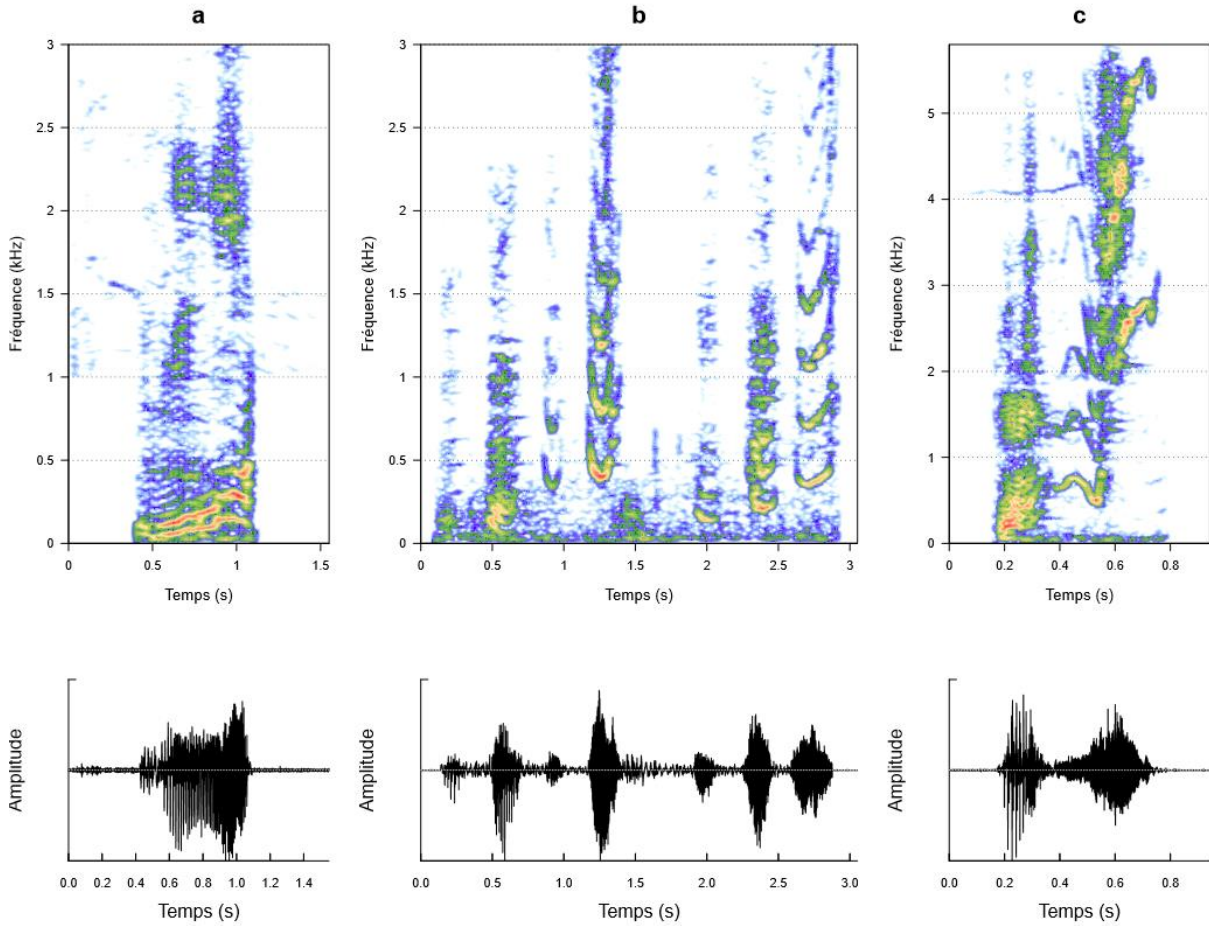 a
b
c
Fréquence (kHz)
3
2.5
2
1.5
1
0.5
0
0 0.5 1 1.5
Temps (s)
Fréquence (kHz)
3
2.5
2
1.5
1
0.5
0
0 0.5 1 1.5 2 2.5 3
Temps (s)
Fréquence (kHz)
5
4
3
2
1
0
0 0.2 0.4 0.6 0.8
Temps (s)
Amplitude
0.0 0.2 0.4 0.6 0.8 1.0 1.2 1.4
Temps (s)
Amplitude
0.0 0.5 1.0 1.5 2.0 2.5 3.0
Temps (s)
Amplitude
0.0 0.2 0.4 0.6 0.8
Temps (s)